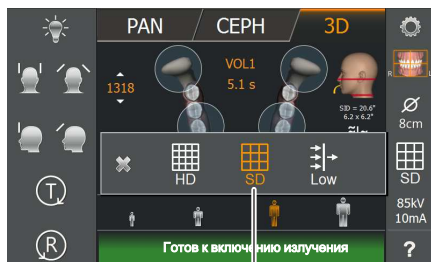 PAN
CEPH
3D
VOL1
1318
5.1 s
R
L
SID = 20.6"
6.2 x 6.2"
8cm
HD
SD
Low
SD
85kV
10mA
T
R
Готов к включению излучения
?